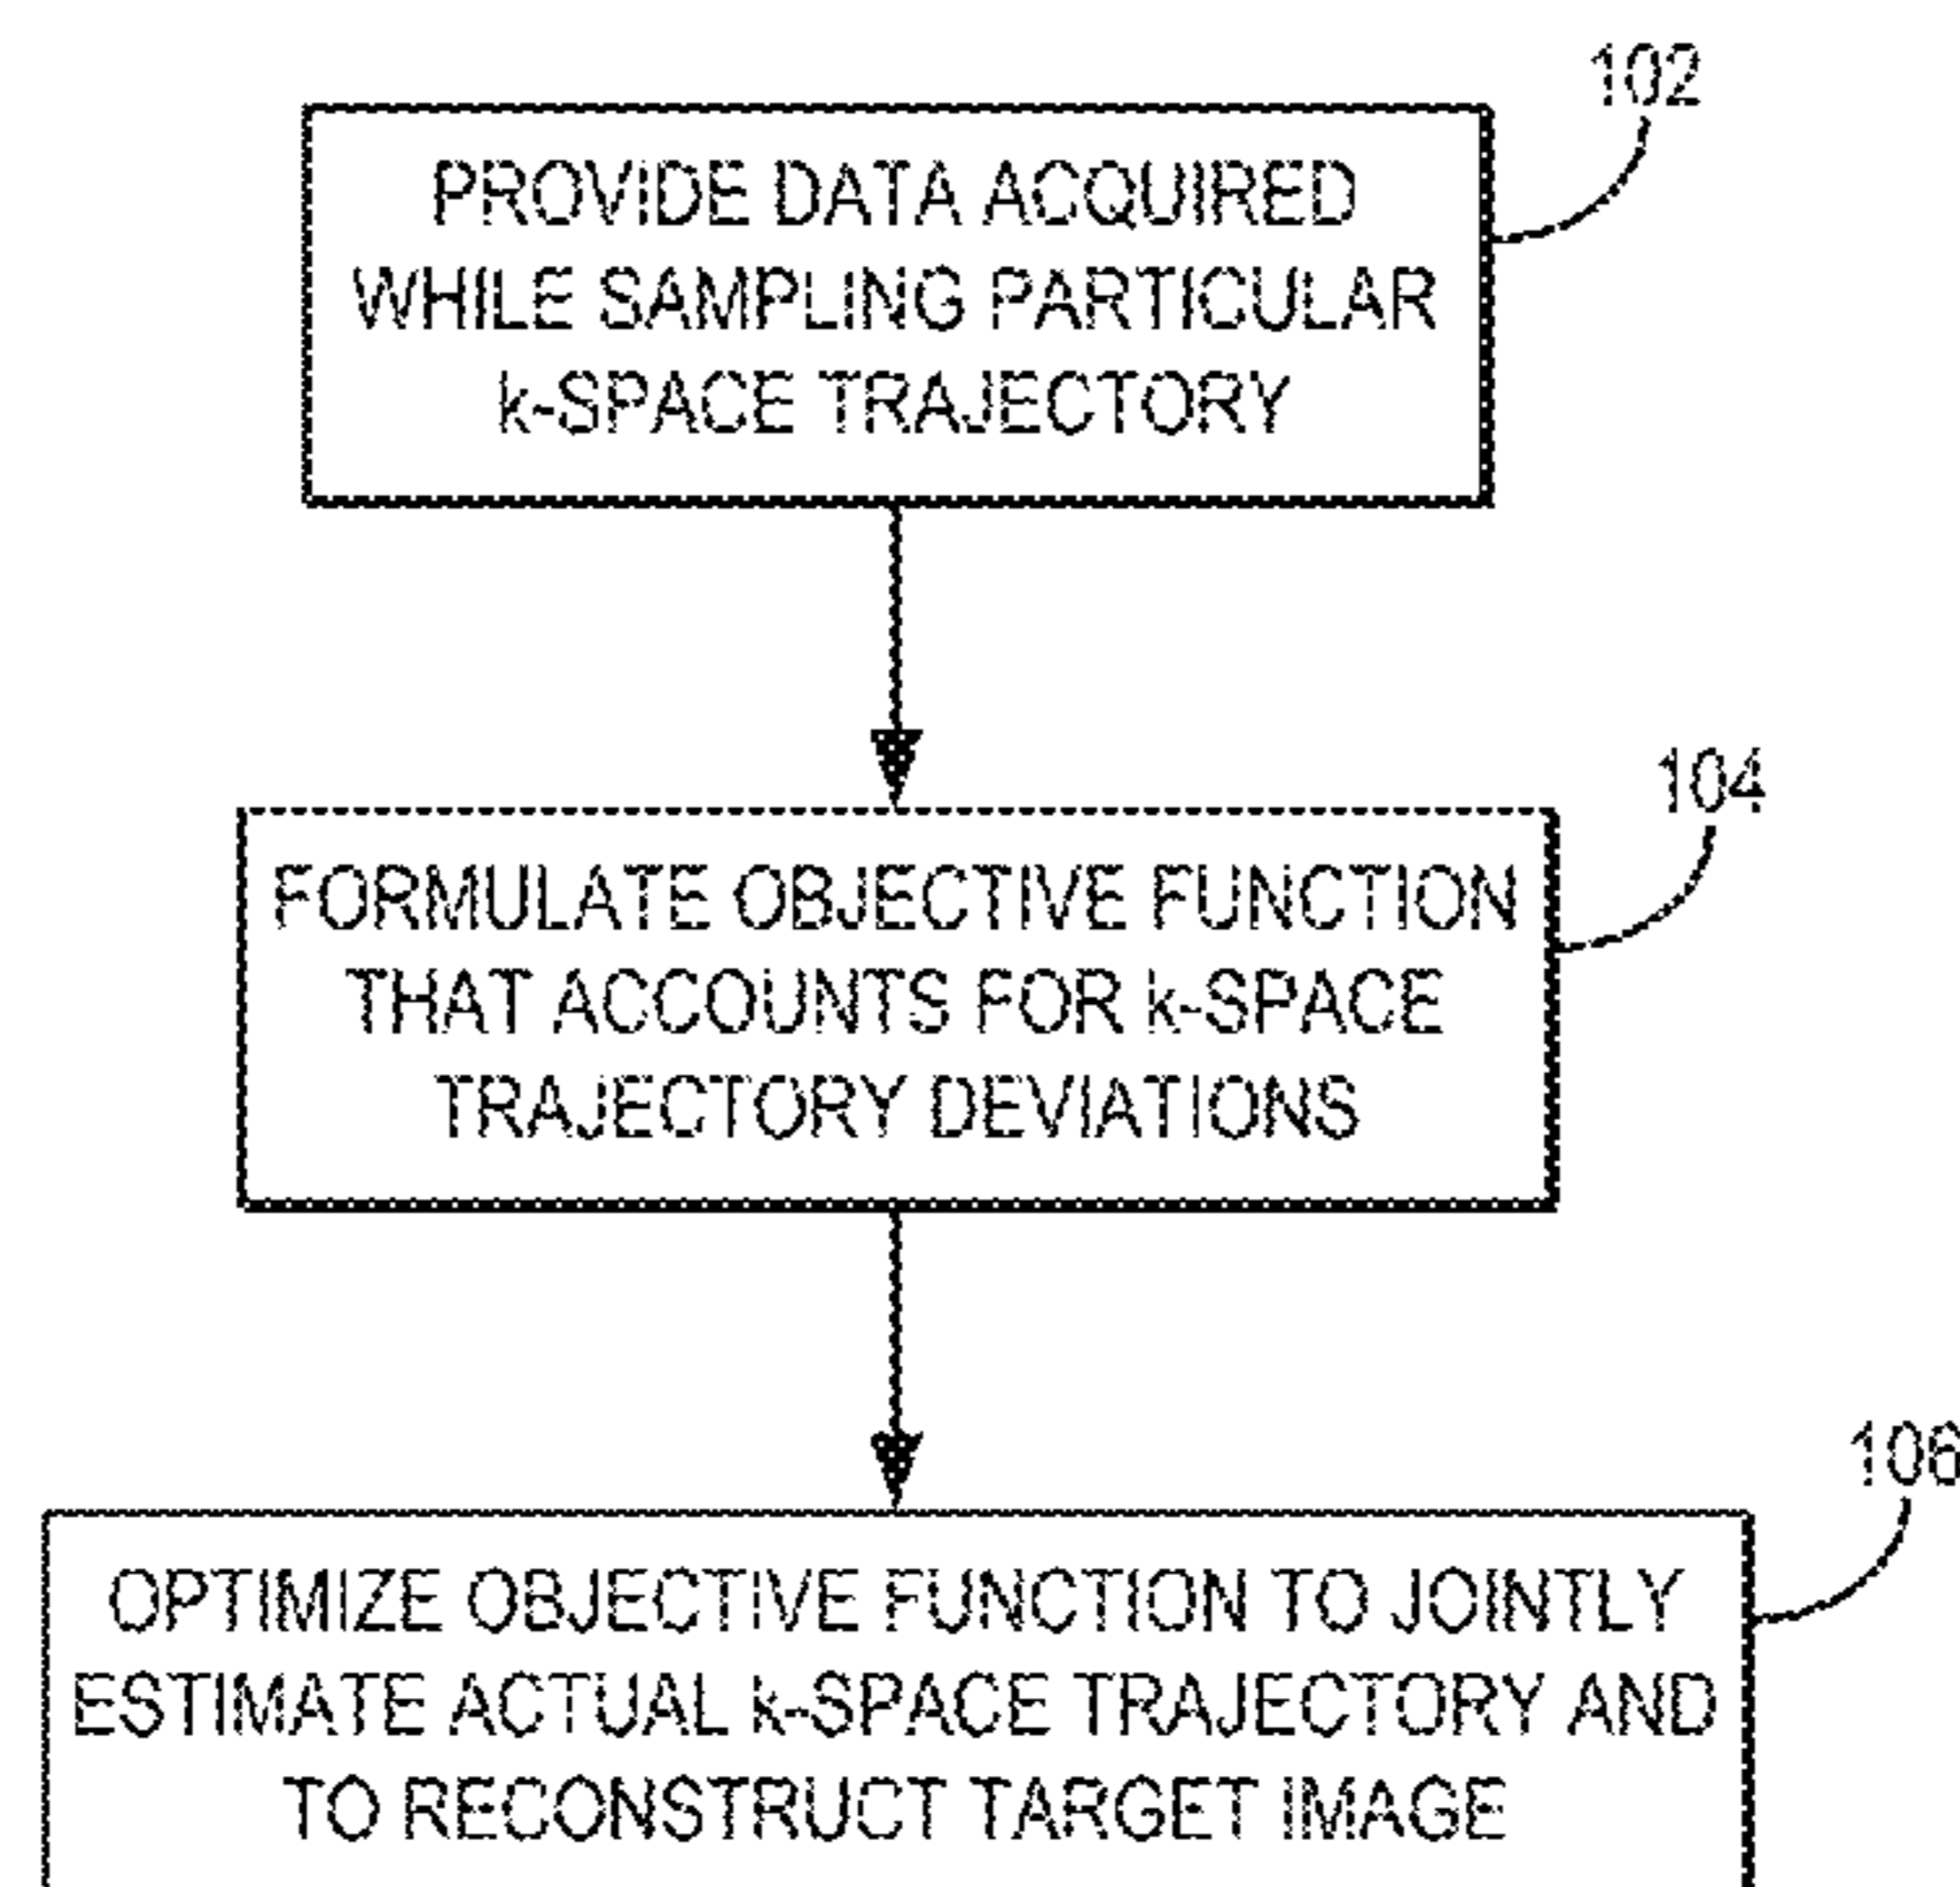 102
PROVIDE DATA ACQUIRED
WHILE SAMPLING PARTICULAR
k-SPACE TRAJECTORY
104
FORMULATE OBJECTIVE FUNCTION
THAT ACCOUNTS FOR k-SPACE
TRAJECTORY DEVIATIONS
106
OPTIMIZE OBJECTIVE FUNCTION TO JOINTLY
ESTIMATE ACTUAL k-SPACE TRAJECTORY AND
TO RECONSTRUCT TARGET IMAGE